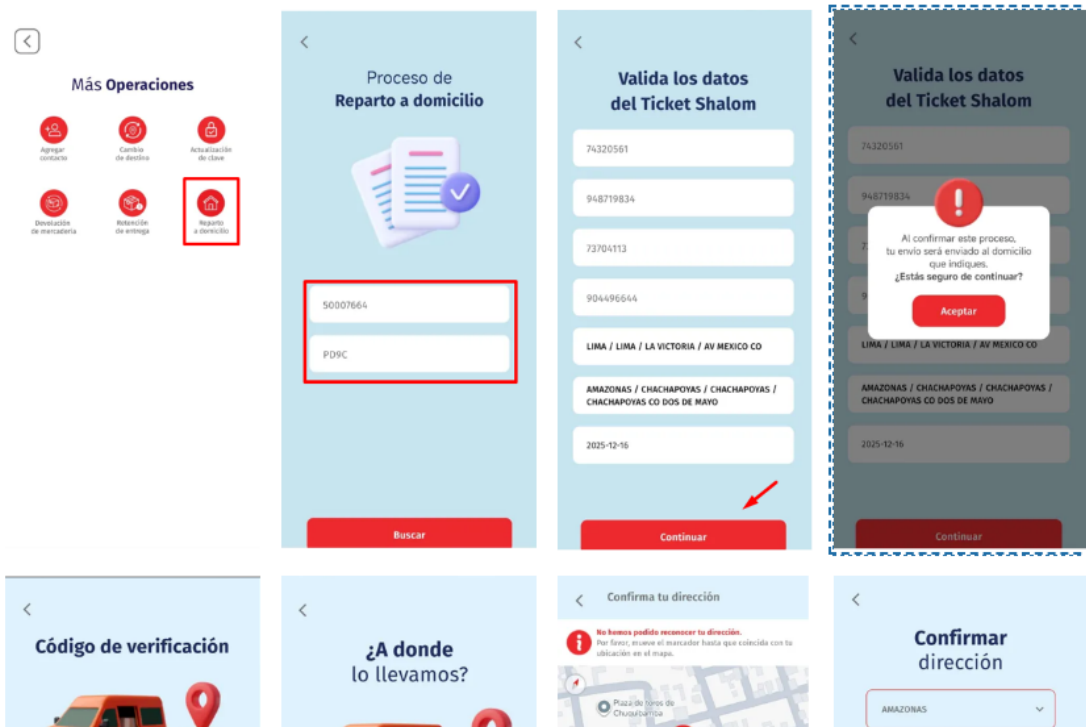 Más Operaciones
Agregar
contacto
Cambio
de destino
Actualización
de clave
Devolución
de mercadería
Retención
de entrega
Reparto
a domicilio
Proceso de
Reparto a domicilio
50007664
PD9C
Buscar
Valida los datos
del Ticket Shalom
74320561
948719834
73704113
904496644
LIMA / LIMA / LA VICTORIA / AV MEXICO CO
AMAZONAS / CHACHAPOYAS / CHACHAPOYAS /
CHACHAPOYAS CO DOS DE MAYO
2025-12-16
Continuar
Valida los datos
del Ticket Shalom
74320561
948719834
7
9
Al confirmar este proceso,
tu envío será enviado al domicilio
que indiques.
¿Estás seguro de continuar?
Aceptar
LIMA / LIMA / LA VICTORIA / AV MEXICO CO
AMAZONAS / CHACHAPOYAS / CHACHAPOYAS /
CHACHAPOYAS CO DOS DE MAYO
2025-12-16
Continuar
Código de verificación
¿A donde
lo llevamos?
Confirma tu dirección
No hemos podido reconocer tu dirección.
Por favor, mueve el marcador hasta que coincida con tu
ubicación en el mapa.
Plaza de toros de
Chuquibamba
Confirmar
dirección
AMAZONAS